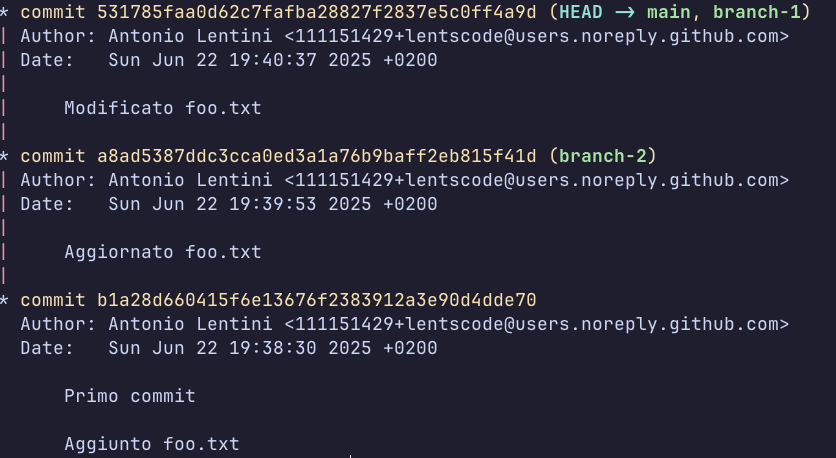 * commit 531785faa0d62c7fafba28827f2837e5c0ff4a9d (HEAD -> main, branch-1)
| Author: Antonio Lentini <111151429+lentscode@users.noreply.github.com>
| Date:   Sun Jun 22 19:40:37 2025 +0200
|
|     Modificato foo.txt
|
* commit a8ad5387ddc3cca0ed3a1a76b9baff2eb815f41d (branch-2)
| Author: Antonio Lentini <111151429+lentscode@users.noreply.github.com>
| Date:   Sun Jun 22 19:39:53 2025 +0200
|
|     Aggiornato foo.txt
|
* commit b1a28d660415f6e13676f2383912a3e90d4dde70
  Author: Antonio Lentini <111151429+lentscode@users.noreply.github.com>
  Date:   Sun Jun 22 19:38:30 2025 +0200

      Primo commit

      Aggiunto foo.txt